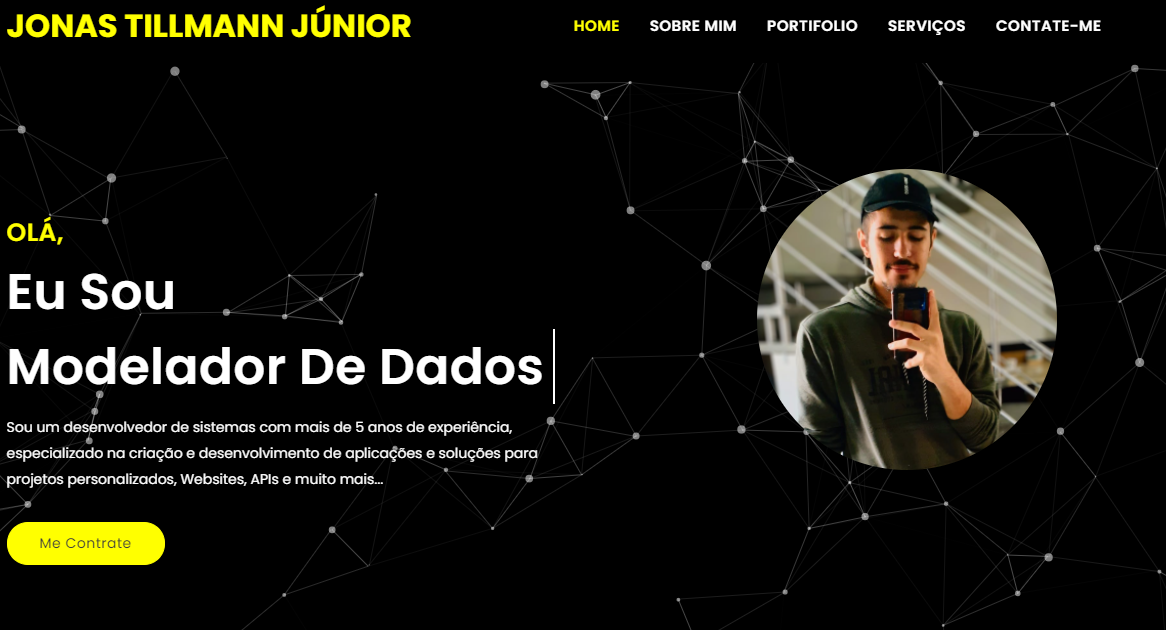 JONAS TILLMANN JÚNIOR
HOME SOBRE MIM PORTIFOLIO SERVIÇOS CONTATE-ME
OLÁ,
Eu Sou
Modelador De Dados
Sou um desenvolvedor de sistemas com mais de 5 anos de experiência,
especializado na criação e desenvolvimento de aplicações e soluções para
projetos personalizados, Websites, APIs e muito mais...
Me Contrate